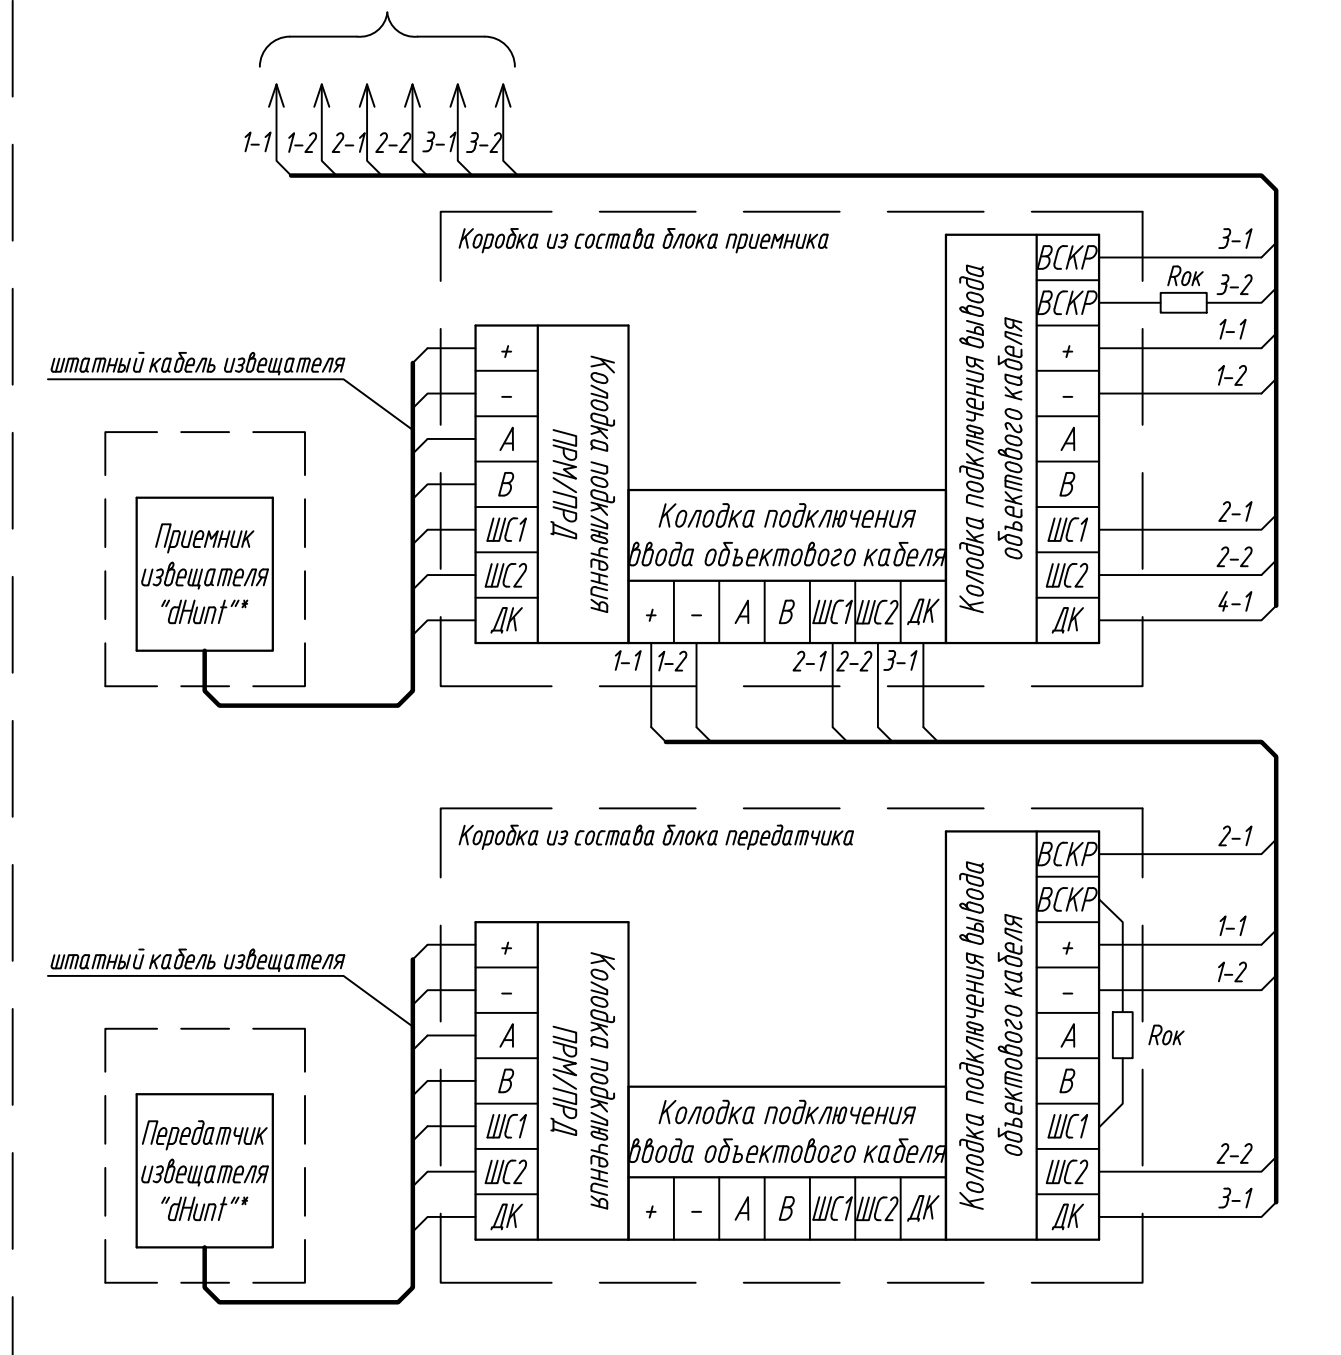 1-1 1-2 2-1 2-2 3-1 3-2
Коробка из состава блока приемника
штатный кабель извещателя
Приемник
извещателя
"dHunt"*
+
-
А
В
ШС1
ШС2
ДК
Колодка подключения
ПРМ/ПРД
Колодка подключения
ввода объектового кабеля
+ - А В ШС1 ШС2 ДК
1-1 1-2 2-1 2-2 3-1
Колодка подключения вывода
объектового кабеля
ВСКР
ВСКР
+
-
А
В
ШС1
ШС2
ДК
3-1
Rок 3-2
1-1
1-2
2-1
2-2
4-1
Коробка из состава блока передатчика
штатный кабель извещателя
Передатчик
извещателя
"dHunt"*
+
-
А
В
ШС1
ШС2
ДК
Колодка подключения
ПРМ/ПРД
Колодка подключения
ввода объектового кабеля
+ - А В ШС1 ШС2 ДК
Колодка подключения вывода
объектового кабеля
ВСКР
ВСКР
+
-
А
В
ШС1
ШС2
ДК
2-1
1-1
1-2
Rок
2-2
3-1